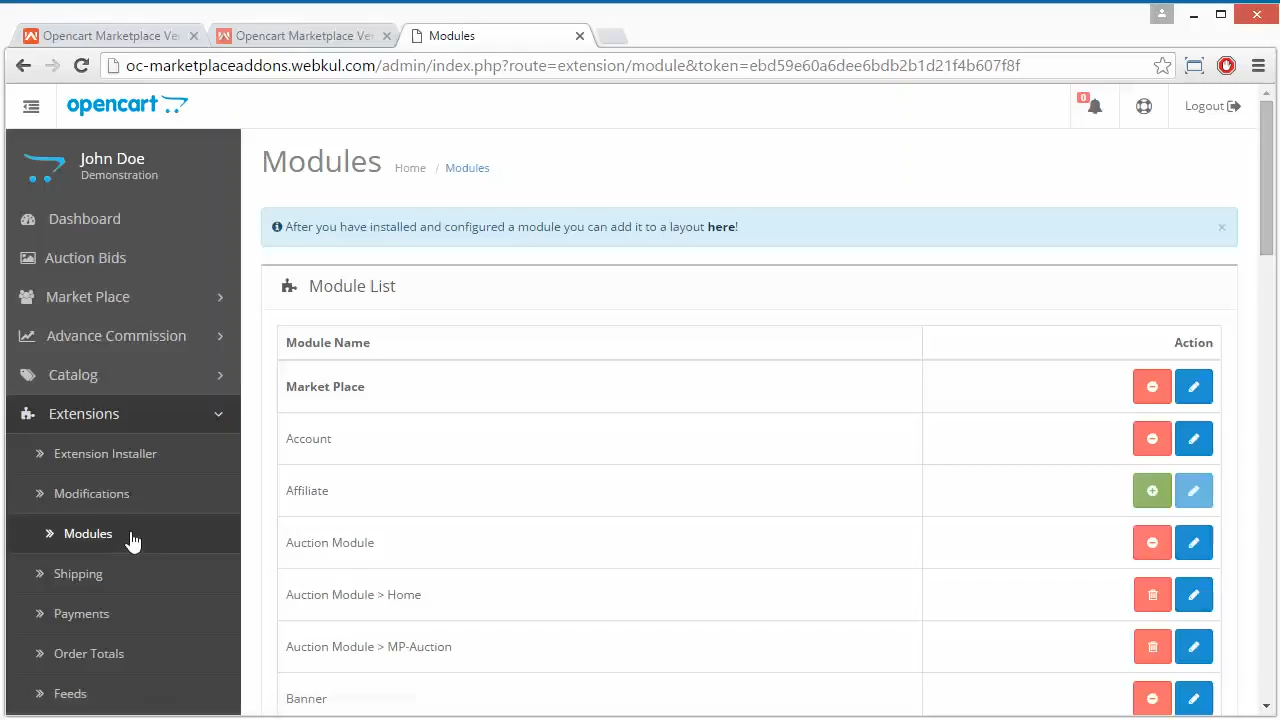 Opencart Marketplace Ve
Opencart Marketplace Ve
Modules
oc-marketplaceaddons.webkul.com/admin/index.php?route=extension/module&token=ebd59e60a6dee6bdb2b1d21f4b607f8f
opencart
0
Logout
John Doe
Demonstration
Dashboard
Auction Bids
Market Place
Advance Commission
Catalog
Extensions
Extension Installer
Modifications
Modules
Shipping
Payments
Order Totals
Feeds
Modules Home / Modules
After you have installed and configured a module you can add it to a layout here!
Module List
Module Name Action
Market Place
Account
Affiliate
Auction Module
Auction Module > Home
Auction Module > MP-Auction
Banner